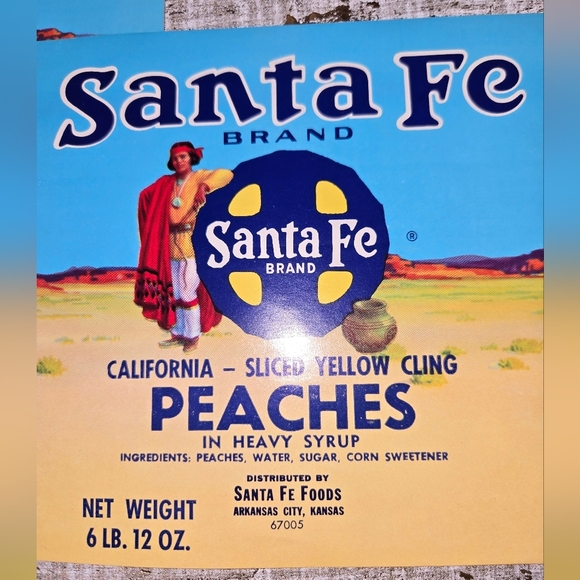 Santa Fe
BRAND
Santa Fe
BRAND
®
CALIFORNIA – SLICED YELLOW CLING
PEACHES
IN HEAVY SYRUP
INGREDIENTS: PEACHES, WATER, SUGAR, CORN SWEETENER
DISTRIBUTED BY
SANTA FE FOODS
ARKANSAS CITY, KANSAS
67005
NET WEIGHT
6 LB. 12 OZ.